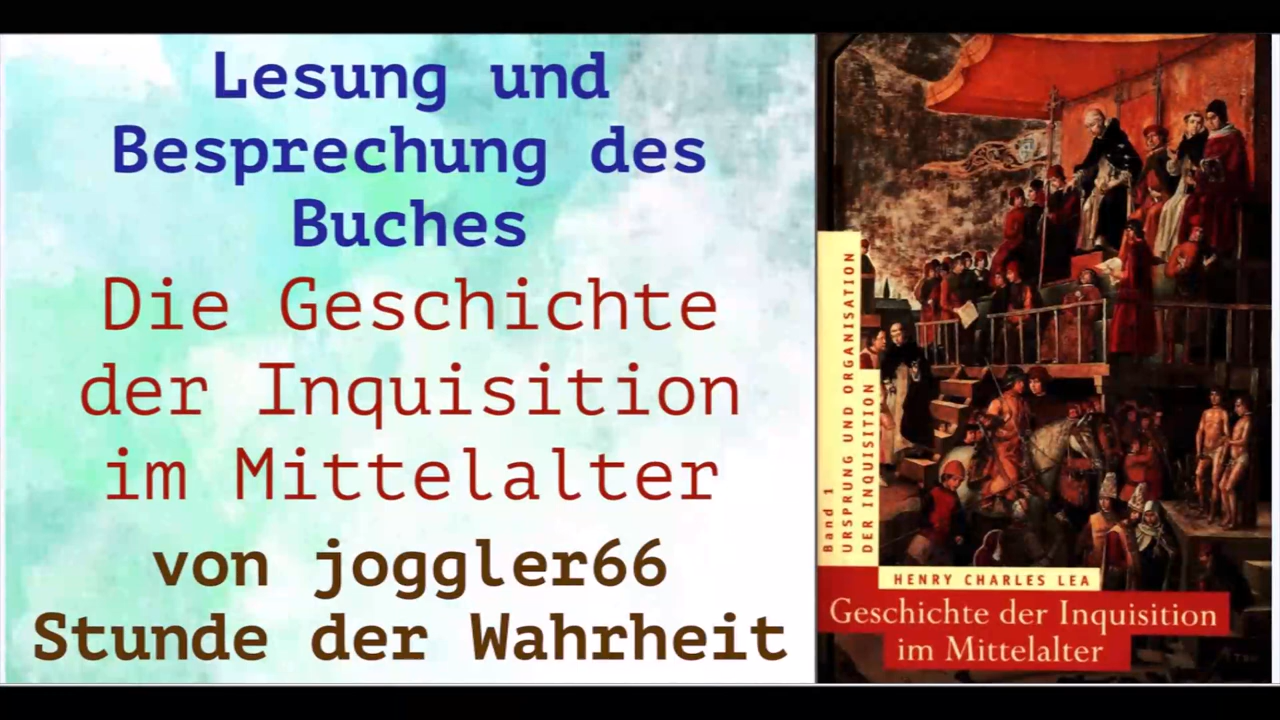 Lesung und
Besprechung des
Buches
Die Geschichte
der Inquisition
im Mittelalter
von joggler66
Stunde der Wahrheit
Band 1
URSPRUNG UND ORGANISATION
DER INQUISITION
HENRY CHARLES LEA
Geschichte der Inquisition
im Mittelalter